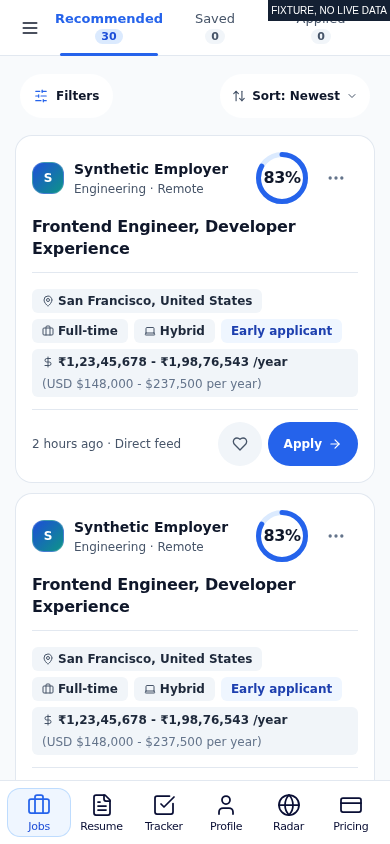 FIXTURE, NO LIVE DATA
Recommended
30
Saved
0
Applied
0
Filters
Sort: Newest
S
Synthetic Employer
Engineering · Remote
83%
Frontend Engineer, Developer
Experience
San Francisco, United States
Full-time
Hybrid
Early applicant
₹1,23,45,678 - ₹1,98,76,543 /year
(USD $148,000 - $237,500 per year)
2 hours ago · Direct feed
Apply
S
Synthetic Employer
Engineering · Remote
83%
Frontend Engineer, Developer
Experience
San Francisco, United States
Full-time
Hybrid
Early applicant
₹1,23,45,678 - ₹1,98,76,543 /year
(USD $148,000 - $237,500 per year)
Jobs
Resume
Tracker
Profile
Radar
Pricing